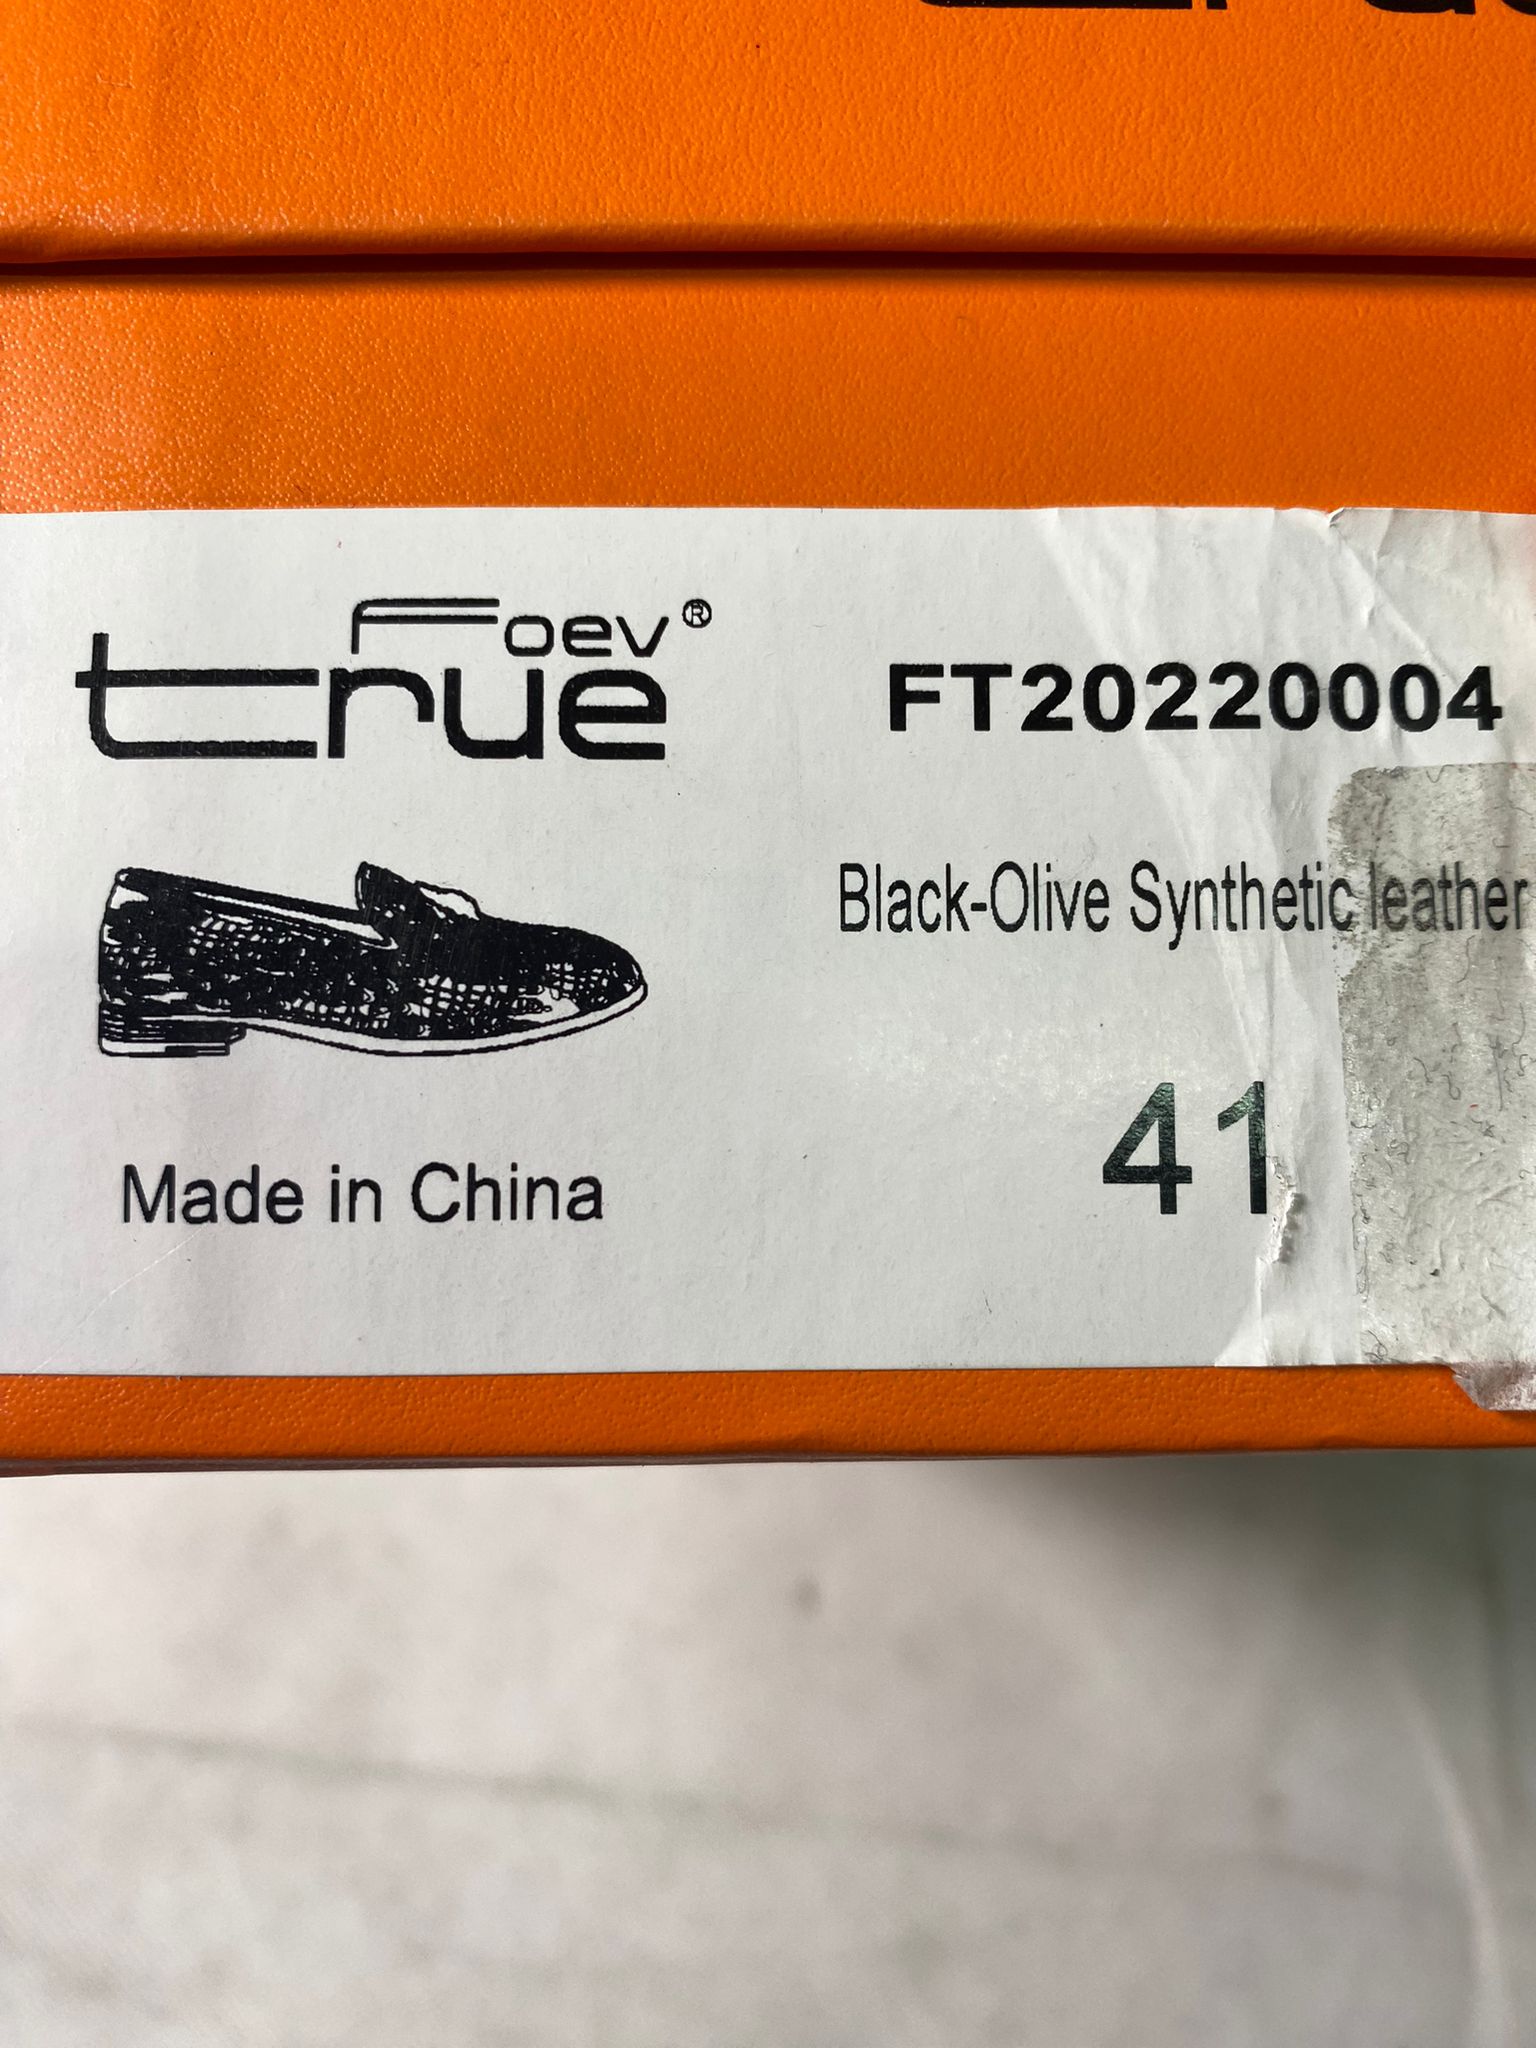 Foev®
true
FT20220004
Black-Olive Synthetic leather
41
Made in China